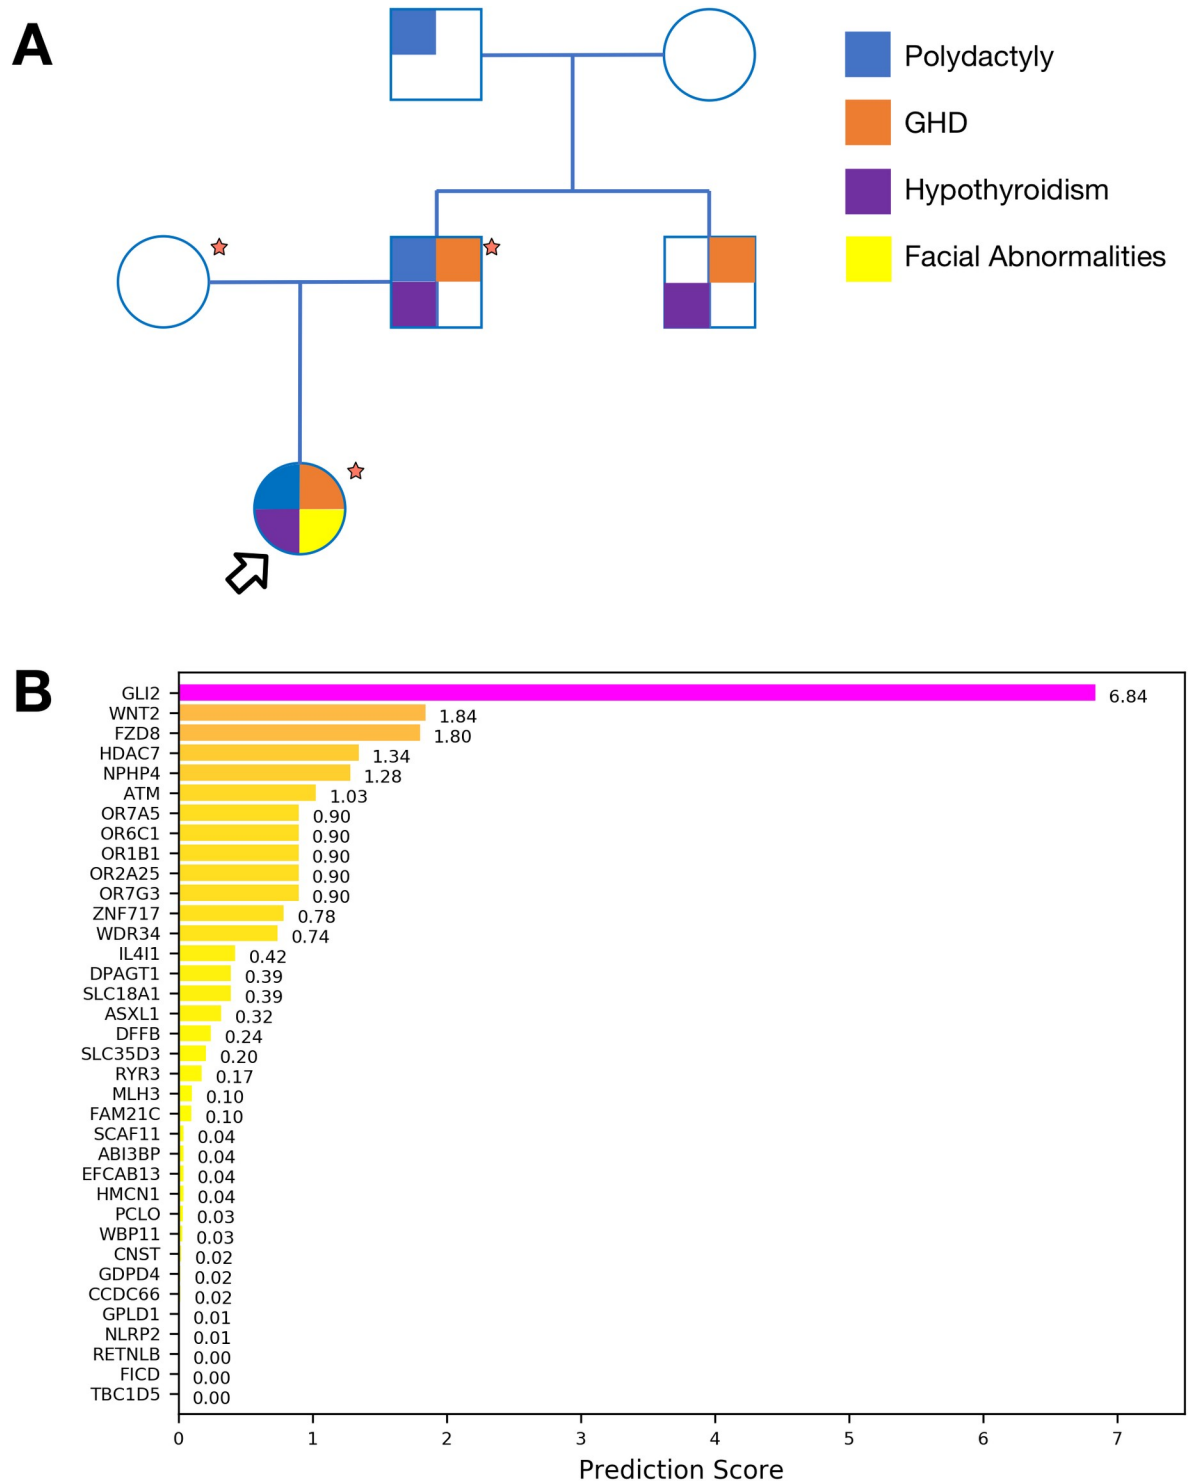 A
Polydactyly
GHD
Hypothyroidism
Facial Abnormalities
B
GLI2 6.84
WNT2 1.84
FZD8 1.80
HDAC7 1.34
NPHP4 1.28
ATM 1.03
OR7A5 0.90
OR6C1 0.90
OR1B1 0.90
OR2A25 0.90
OR7G3 0.90
ZNF717 0.78
WDR34 0.74
IL4I1 0.42
DPAGT1 0.39
SLC18A1 0.39
ASXL1 0.32
DFFB 0.24
SLC35D3 0.20
RYR3 0.17
MLH3 0.10
FAM21C 0.10
SCAF11 0.04
ABI3BP 0.04
EFCAB13 0.04
HMCN1 0.04
PCLO 0.03
WBP11 0.03
CNST 0.02
GDPD4 0.02
CCDC66 0.02
GPLD1 0.01
NLRP2 0.01
RETNLB 0.00
FICD 0.00
TBC1D5 0.00
0 1 2 3 4 5 6 7
Prediction Score